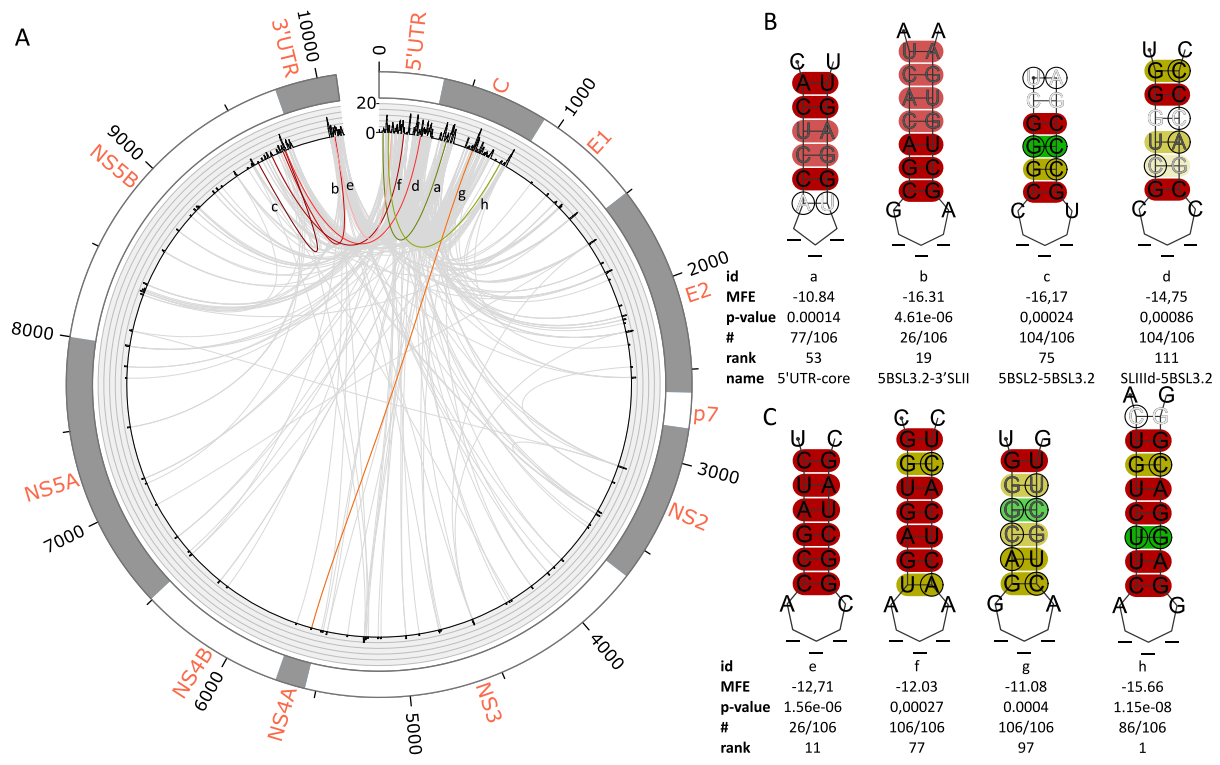 A
0
20
0
5'UTR
C
1000
E1
2000
E2
p7
3000
NS2
4000
NS3
5000
NS4A
6000
NS4B
7000
NS5A
8000
NS5B
9000
3'UTR
10000
c
b
e
f
d
a
g
h
B
C U
A U
C G
U A
C G
C G
A U
A A
U A
C G
A U
C G
A U
G C
C G
G A
U A
C G
G C
G C
G C
C G
C U
U C
G C
G C
G C
U A
C G
G C
C C
id a b c d
MFE -10.84 -16.31 -16,17 -14,75
p-value 0.00014 4.61e-06 0,00024 0,00086
# 77/106 26/106 104/106 104/106
rank 53 19 75 111
name 5'UTR-core 5BSL3.2-3’SLII 5BSL2-5BSL3.2 SLIIId-5BSL3.2
C
U C
C G
U A
A U
G C
C G
C G
A C
C C
G U
G C
U A
G C
A U
G C
U A
A A
U G
G U
G U
G C
C G
A U
G C
G A
A G
C G
U G
G C
U A
C G
U G
U A
C G
A G
id e f g h
MFE -12,71 -12.03 -11.08 -15.66
p-value 1.56e-06 0,00027 0.0004 1.15e-08
# 26/106 106/106 106/106 86/106
rank 11 77 97 1